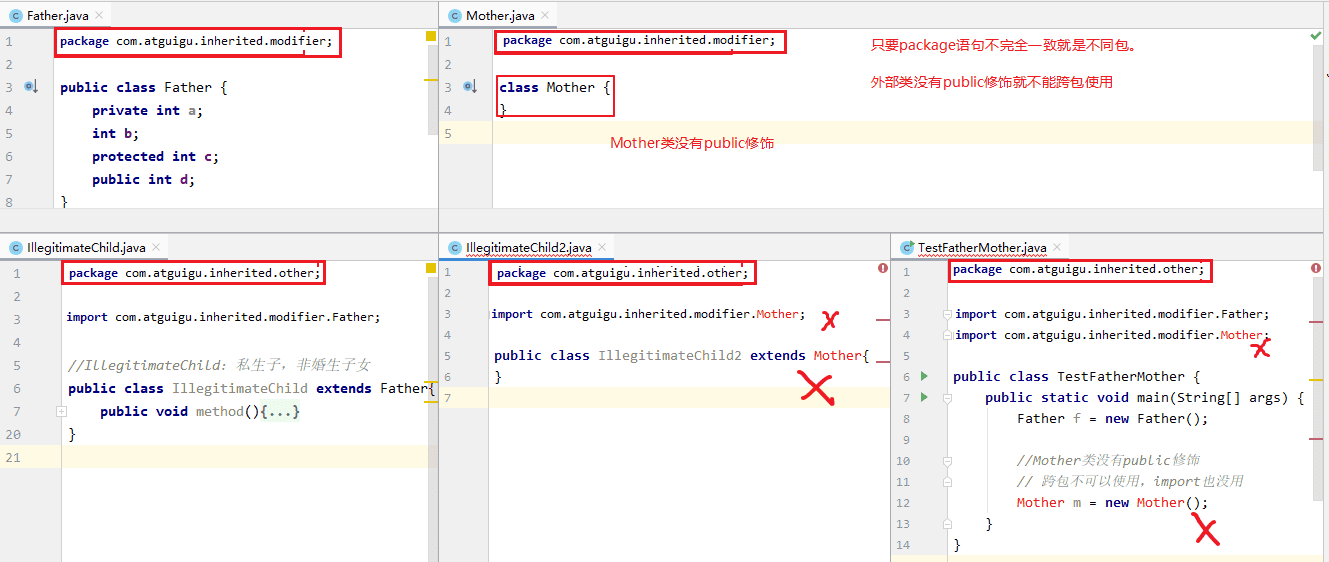 Father.java
1 package com.atguigu.inherited.modifier;
2
3 public class Father {
4 private int a;
5 int b;
6 protected int c;
7 public int d;
8 }
Mother.java
1 package com.atguigu.inherited.modifier;
2
3 class Mother {
4 }
5
只要package语句不完全一致就是不同包。
外部类没有public修饰就不能跨包使用
Mother类没有public修饰
IllegitimateChild.java
1 package com.atguigu.inherited.other;
2
3 import com.atguigu.inherited.modifier.Father;
4
5 //IllegitimateChild：私生子，非婚生子女
6 public class IllegitimateChild extends Father{
7 public void method(){...}
20 }
21
IllegitimateChild2.java
1 package com.atguigu.inherited.other;
2
3 import com.atguigu.inherited.modifier.Mother;
4
5 public class IllegitimateChild2 extends Mother{
6 }
7
TestFatherMother.java
1 package com.atguigu.inherited.other;
2
3 import com.atguigu.inherited.modifier.Father;
4 import com.atguigu.inherited.modifier.Mother;
5
6 public class TestFatherMother {
7 public static void main(String[] args) {
8 Father f = new Father();
9
10 //Mother类没有public修饰
11 // 跨包不可以使用，import也没用
12 Mother m = new Mother();
13 }
14 }